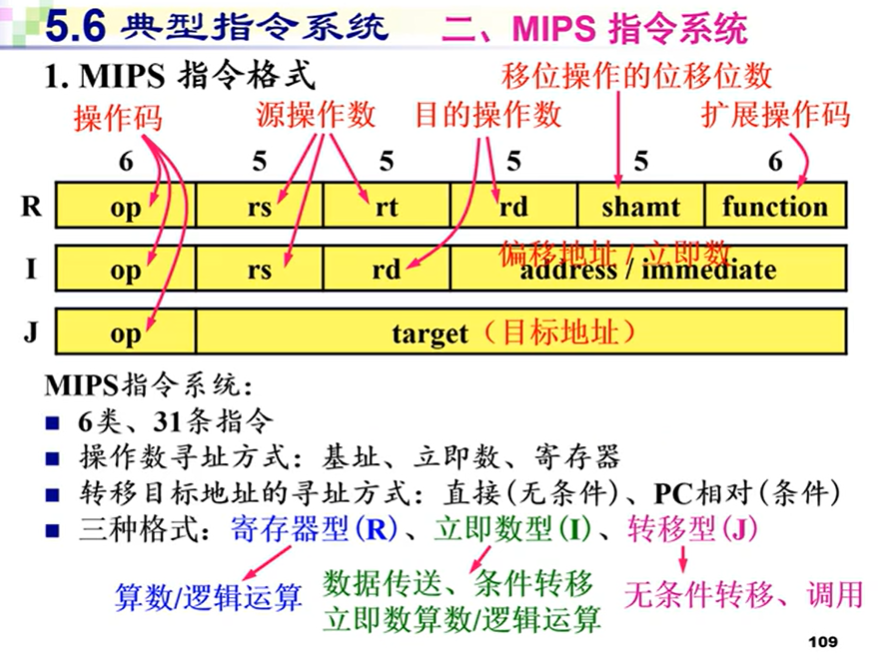 5.6 典型指令系统 二、MIPS 指令系统
1. MIPS 指令格式 移位操作的位移位数
操作码 源操作数 目的操作数 扩展操作码
6 5 5 5 5 6
R op rs rt rd shamt function
偏移地址 / 立即数
I op rs rd address / immediate
J op target（目标地址）
MIPS指令系统：
6类、31条指令
操作数寻址方式：基址、立即数、寄存器
转移目标地址的寻址方式：直接(无条件)、PC相对(条件)
三种格式：寄存器型(R)、立即数型(I)、转移型(J)
算数/逻辑运算 数据传送、条件转移 无条件转移、调用
立即数算数/逻辑运算
109